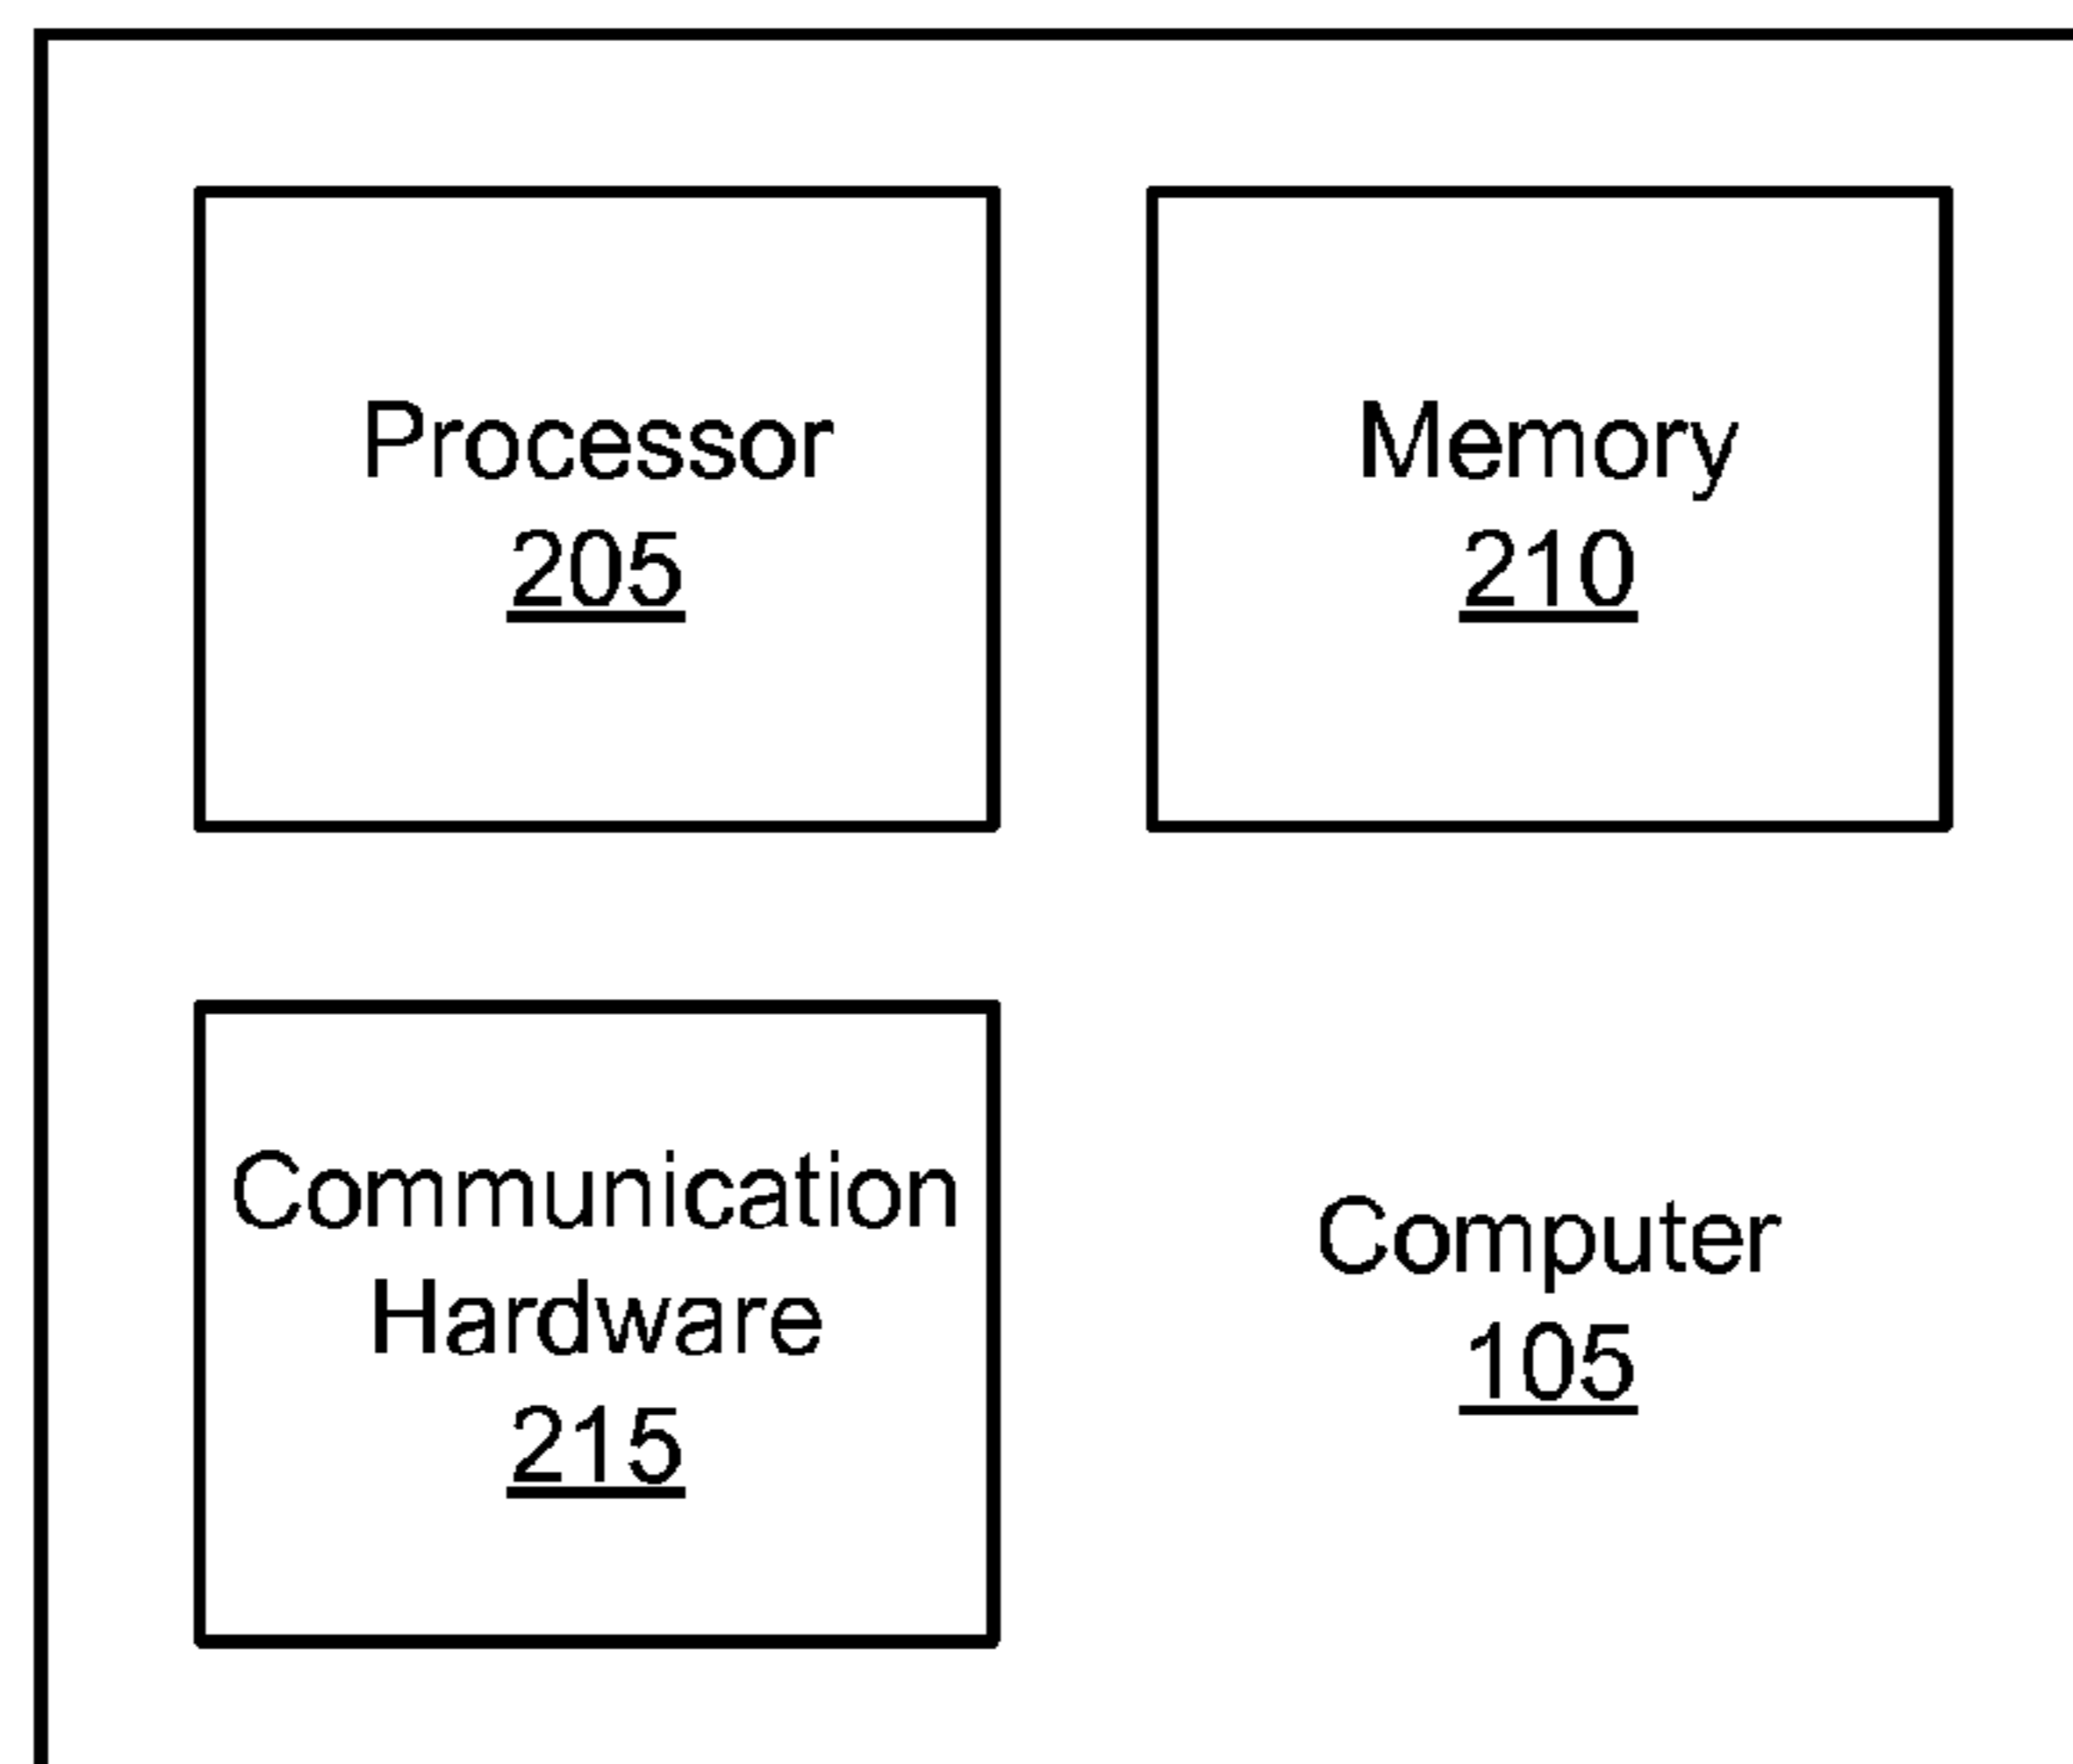 Processor
205
Memory
210
Communication
Hardware
215
Computer
105